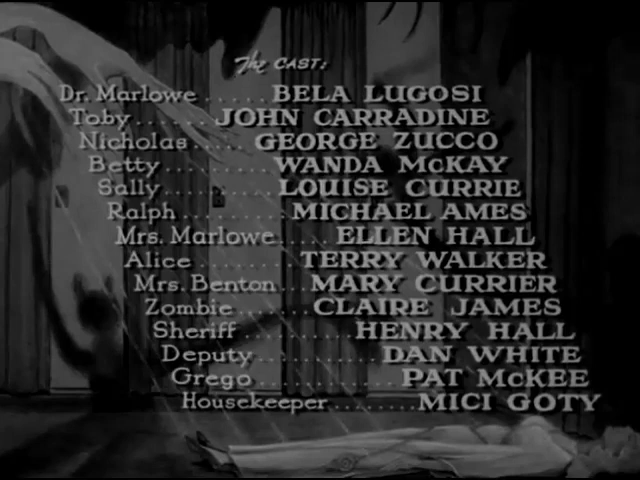 The CAST:
Dr. Marlowe ...... BELA LUGOSI
Toby ........ JOHN CARRADINE
Nicholas ..... GEORGE ZUCCO
Betty ......... WANDA McKAY
Sally ......... LOUISE CURRIE
Ralph ......... MICHAEL AMES
Mrs. Marlowe .... ELLEN HALL
Alice ......... TERRY WALKER
Mrs. Benton ... MARY CURRIER
Zombie ...... CLAIRE JAMES
Sheriff ......... HENRY HALL
Deputy .......... DAN WHITE
Grego ............ PAT McKEE
Housekeeper ........ MICI GOTY